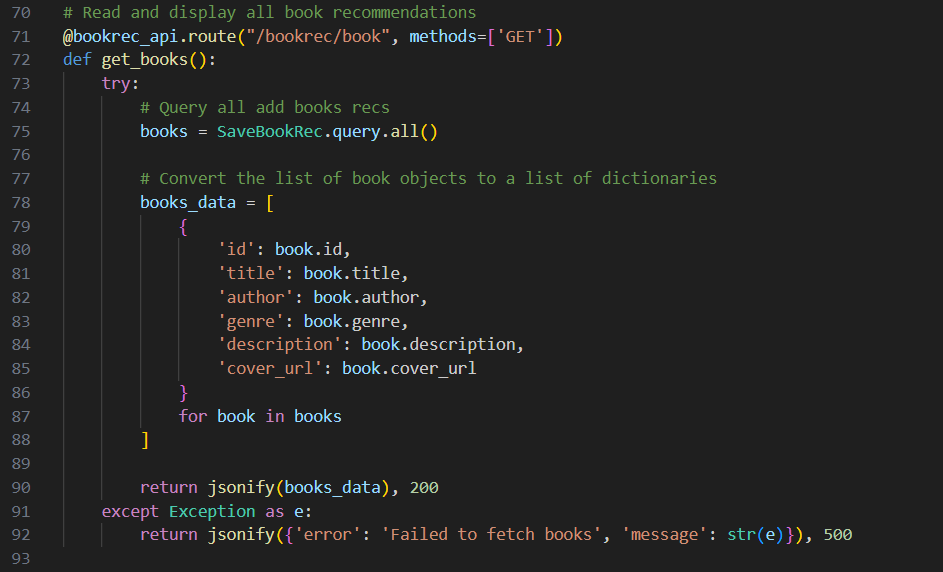 70 # Read and display all book recommendations
71 @bookrec_api.route("/bookrec/book", methods=['GET'])
72 def get_books():
73     try:
74         # Query all add books recs
75         books = SaveBookRec.query.all()
76
77         # Convert the list of book objects to a list of dictionaries
78         books_data = [
79             {
80                 'id': book.id,
81                 'title': book.title,
82                 'author': book.author,
83                 'genre': book.genre,
84                 'description': book.description,
85                 'cover_url': book.cover_url
86             }
87             for book in books
88         ]
89
90         return jsonify(books_data), 200
91     except Exception as e:
92         return jsonify({'error': 'Failed to fetch books', 'message': str(e)}), 500
93